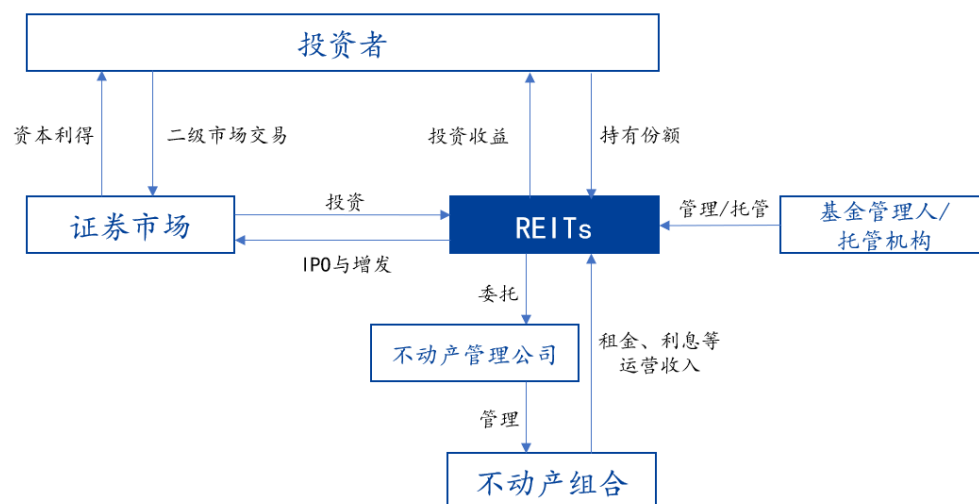 投资者
资本利得
二级市场交易
投资收益
持有份额
证券市场
投资
IPO与增发
REITs
管理/托管
基金管理人/
托管机构
委托
不动产管理公司
租金、利息等
运营收入
管理
不动产组合